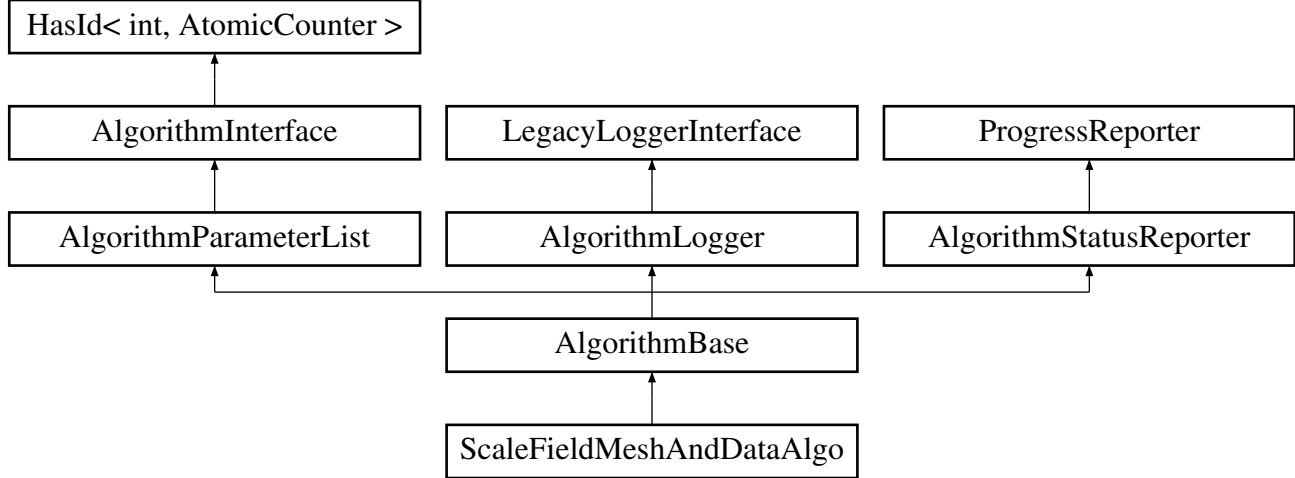 HasId< int, AtomicCounter >
AlgorithmInterface
LegacyLoggerInterface
ProgressReporter
AlgorithmParameterList
AlgorithmLogger
AlgorithmStatusReporter
AlgorithmBase
ScaleFieldMeshAndDataAlgo